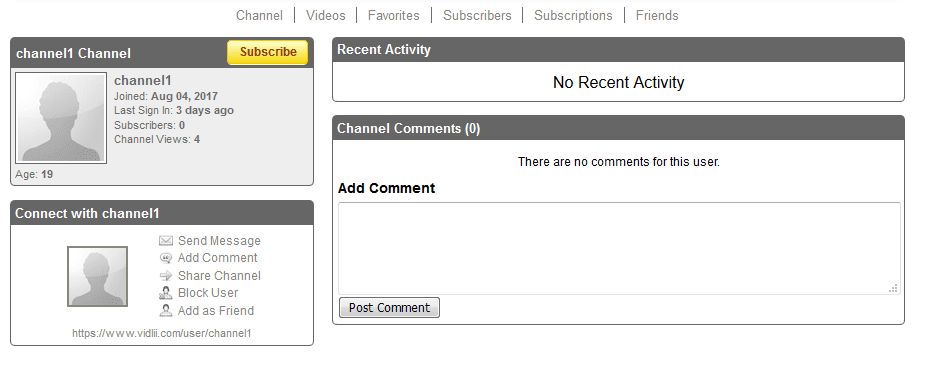 Channel | Videos | Favorites | Subscribers | Subscriptions | Friends
channel1 Channel
Subscribe
channel1
Joined: Aug 04, 2017
Last Sign In: 3 days ago
Subscribers: 0
Channel Views: 4
Age: 19
Connect with channel1
Send Message
Add Comment
Share Channel
Block User
Add as Friend
https://www.vidlii.com/user/channel1
Recent Activity
No Recent Activity
Channel Comments (0)
There are no comments for this user.
Add Comment
Post Comment